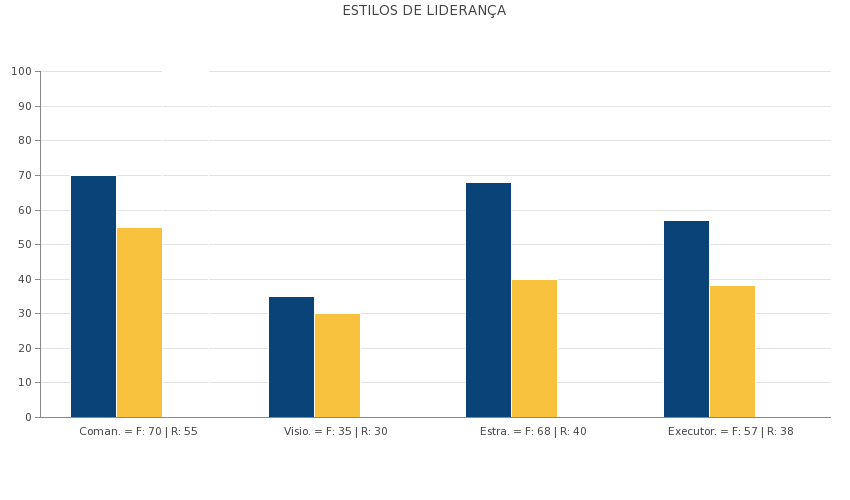 ESTILOS DE LIDERANÇA
100
90
80
70
60
50
40
30
20
10
0
Coman. = F: 70 | R: 55
Visio. = F: 35 | R: 30
Estra. = F: 68 | R: 40
Executor. = F: 57 | R: 38